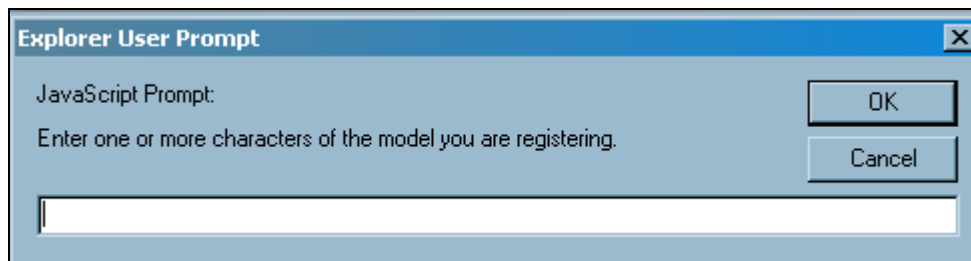 Explorer User Prompt
JavaScript Prompt:
OK
Enter one or more characters of the model you are registering.
Cancel